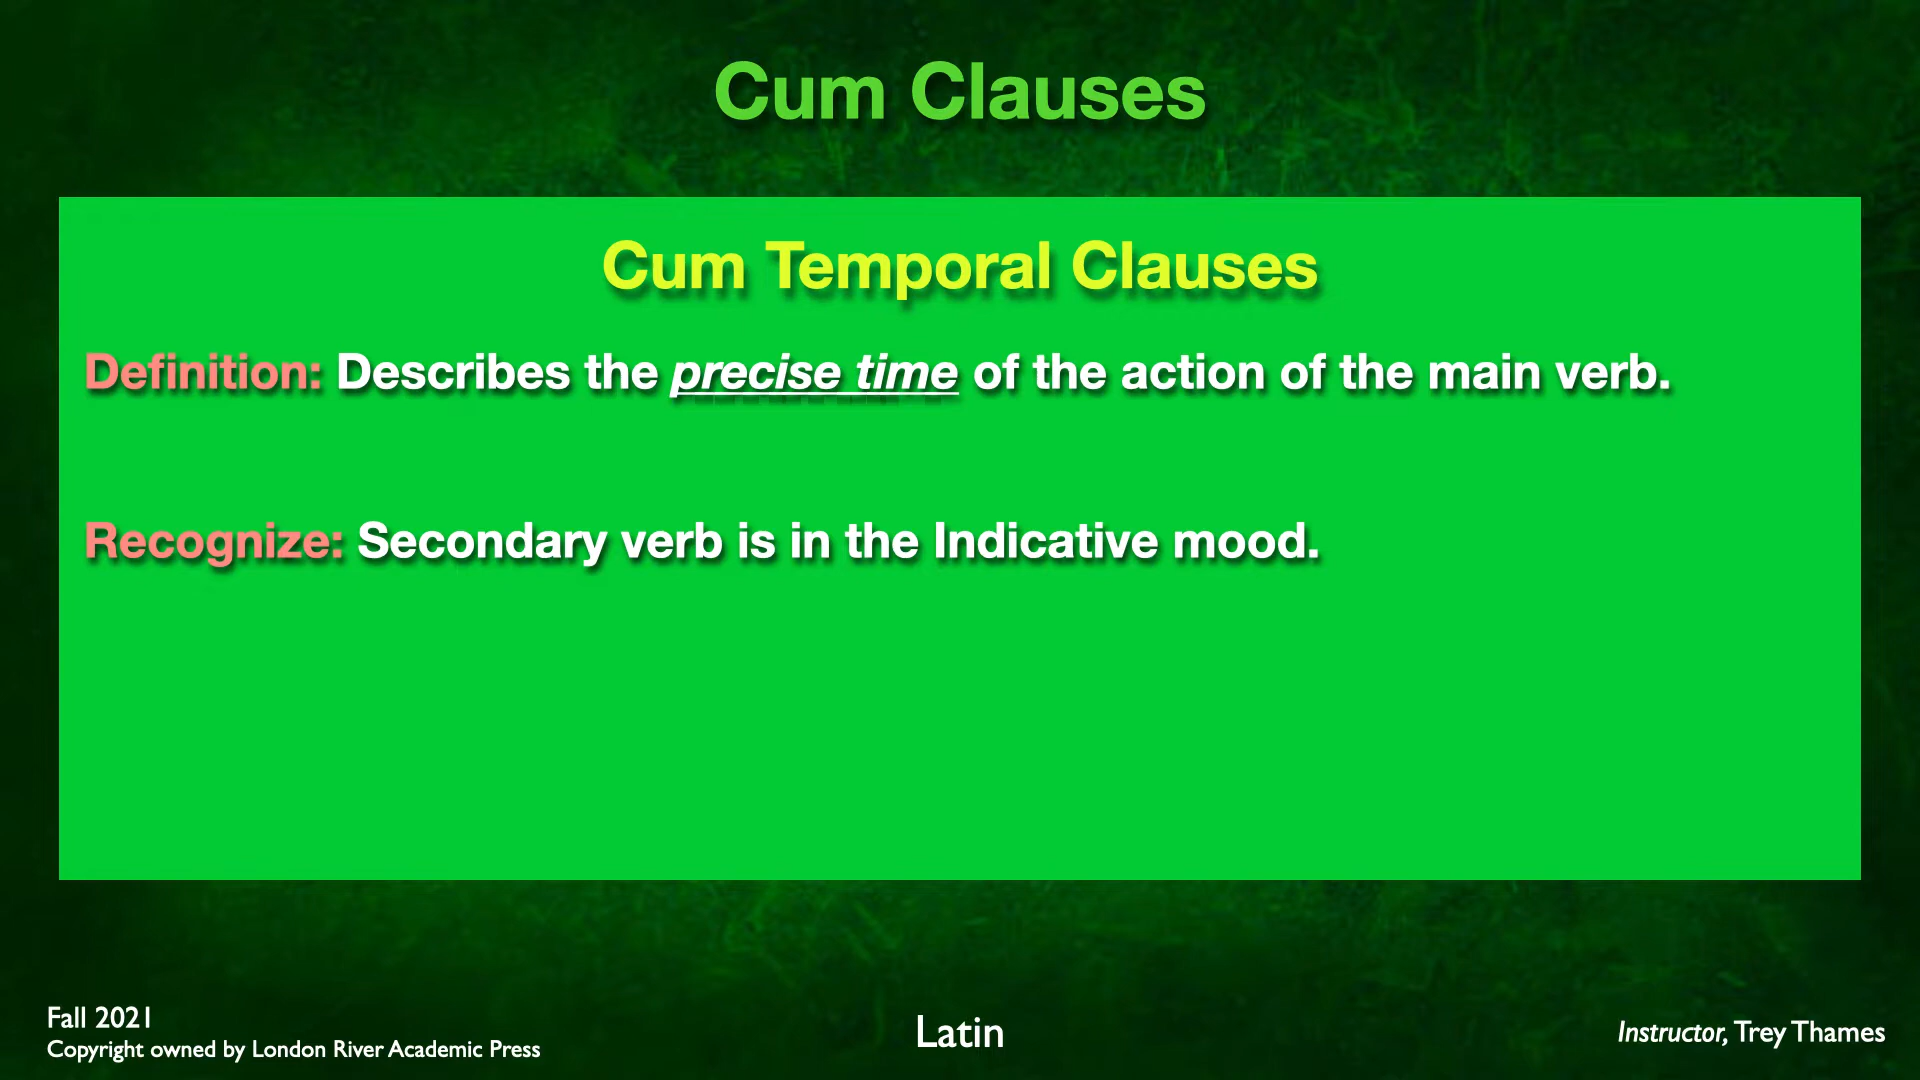 Cum Clauses
Cum Temporal Clauses
Definition: Describes the precise time of the action of the main verb.
Recognize: Secondary verb is in the Indicative mood.
Fall 2021
Copyright owned by London River Academic Press
Latin
Instructor, Trey Thames